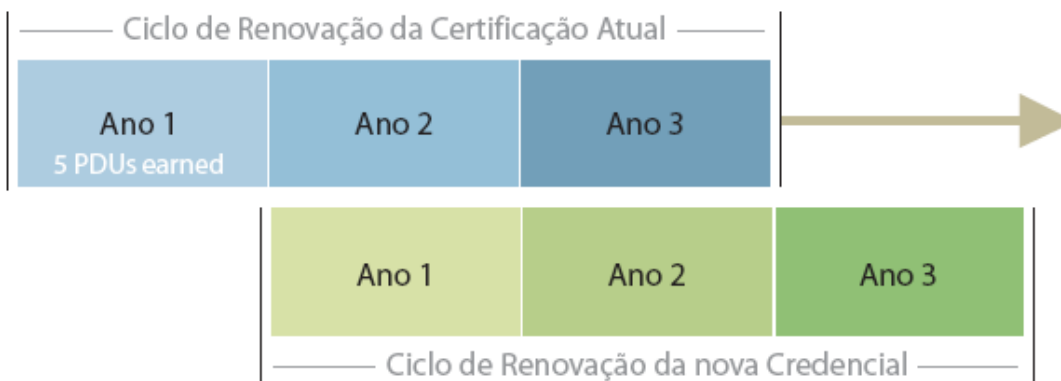 Ciclo de Renovação da Certificação Atual
Ano 1
5 PDUs earned
Ano 2
Ano 3
Ano 1
Ano 2
Ano 3
Ciclo de Renovação da nova Credencial